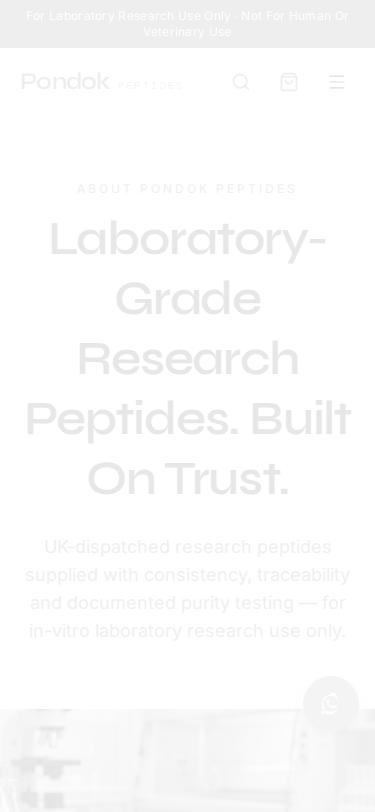 For Laboratory Research Use Only · Not For Human Or
Veterinary Use
Pondok PEPTIDES
ABOUT PONDOK PEPTIDES
Laboratory-
Grade
Research
Peptides. Built
On Trust.
UK-dispatched research peptides
supplied with consistency, traceability
and documented purity testing — for
in-vitro laboratory research use only.